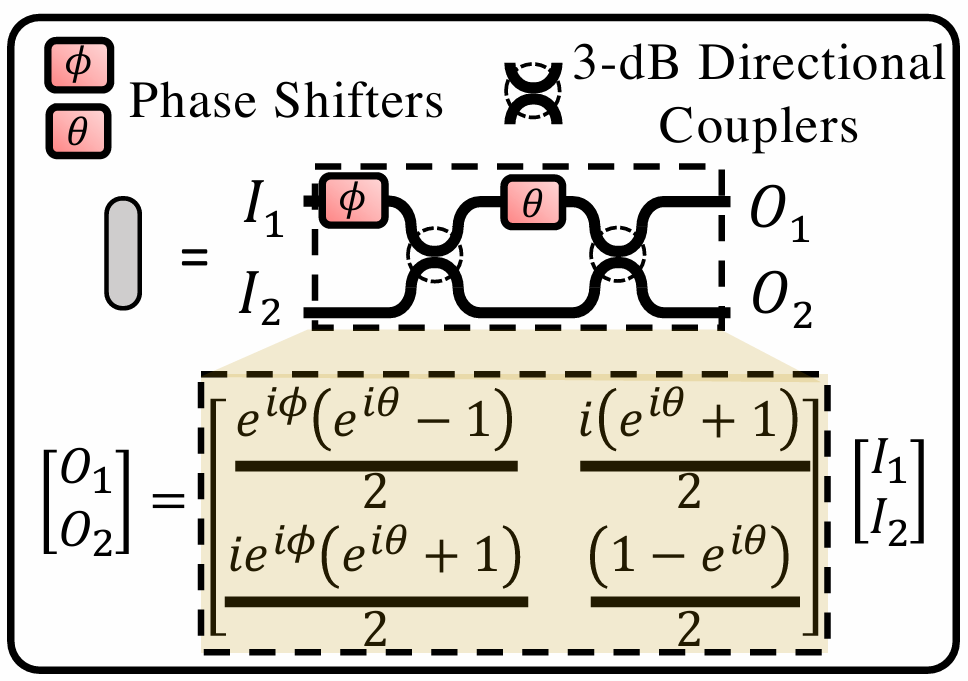 ϕ
θ
Phase Shifters
3-dB Directional
Couplers
I₁
ϕ
θ
O₁
=
I₂
O₂
[O₁ O₂] = [e^{iϕ}(e^{iθ} − 1)/2 i(e^{iθ} + 1)/2
ie^{iϕ}(e^{iθ} + 1)/2 (1 − e^{iθ})/2] [I₁ I₂]